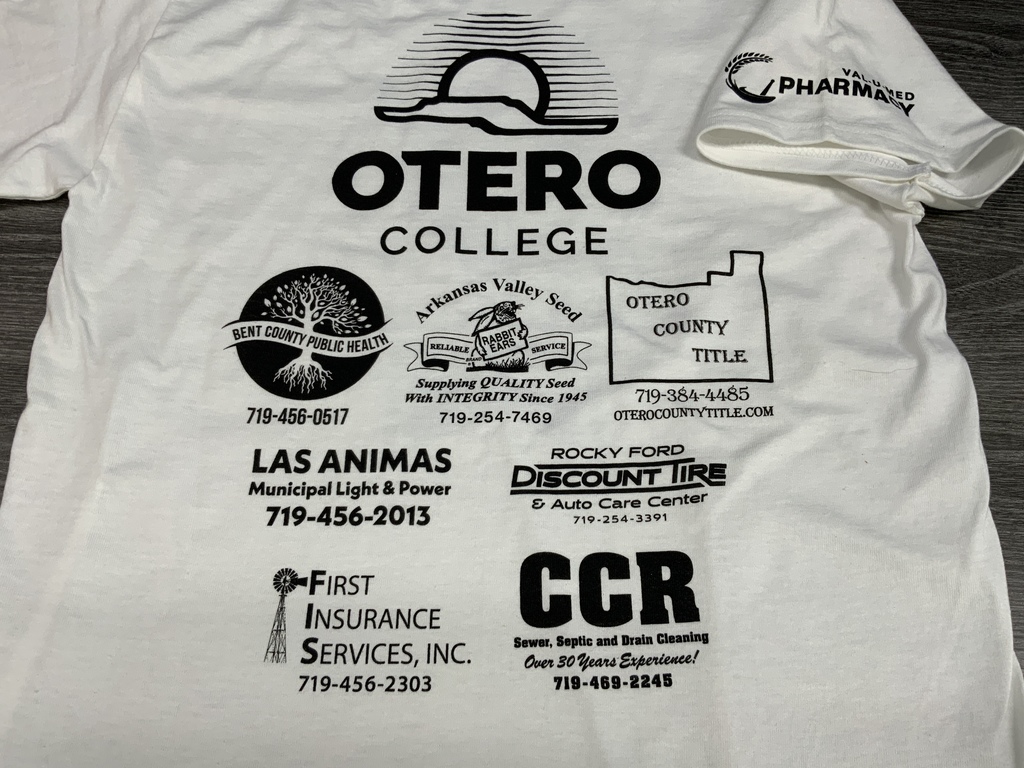 VAL-U-MED
PHARMACY
OTERO
COLLEGE
BENT COUNTY PUBLIC HEALTH
719-456-0517
Arkansas Valley Seed
RELIABLE
BRAND
RABBIT
EARS
SERVICE
Supplying QUALITY Seed
With INTEGRITY Since 1945
719-254-7469
OTERO
COUNTY
TITLE
719-384-4485
OTEROCOUNTYTITLE.COM
LAS ANIMAS
Municipal Light & Power
719-456-2013
ROCKY FORD
DISCOUNT TIRE
& Auto Care Center
719-254-3391
FIRST
INSURANCE
SERVICES, INC.
719-456-2303
CCR
Sewer, Septic and Drain Cleaning
Over 30 Years Experience!
719-469-2245